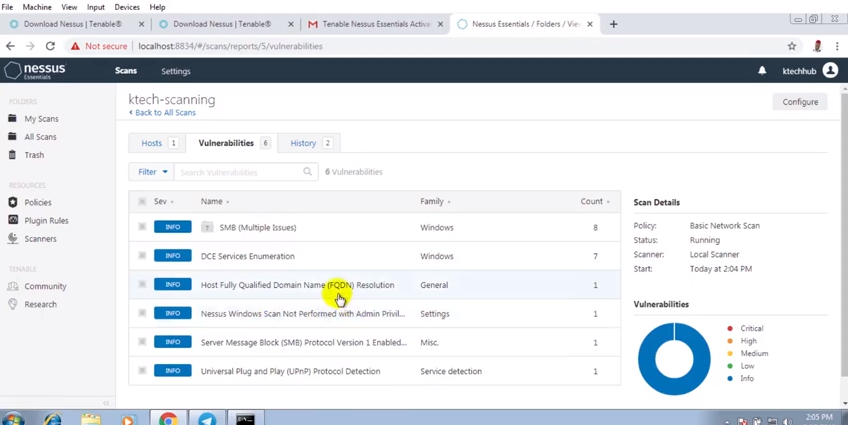 File Machine View Input Devices Help
Download Nessus | Tenable® Download Nessus | Tenable® Tenable Nessus Essentials Activa Nessus Essentials / Folders / View
Not secure localhost:8834/#/scans/reports/5/vulnerabilities
nessus Essentials Scans Settings ktechhub
FOLDERS
My Scans
All Scans
Trash
RESOURCES
Policies
Plugin Rules
Scanners
TENABLE
Community
Research
ktech-scanning
Back to All Scans
Configure
Hosts 1 Vulnerabilities 6 History 2
Filter Search Vulnerabilities 6 Vulnerabilities
Sev Name Family Count
INFO SMB (Multiple Issues) Windows 8
INFO DCE Services Enumeration Windows 7
INFO Host Fully Qualified Domain Name (FQDN) Resolution General 1
INFO Nessus Windows Scan Not Performed with Admin Privil... Settings 1
INFO Server Message Block (SMB) Protocol Version 1 Enabled... Misc. 1
INFO Universal Plug and Play (UPnP) Protocol Detection Service detection 1
Scan Details
Policy: Basic Network Scan
Status: Running
Scanner: Local Scanner
Start: Today at 2:04 PM
Vulnerabilities
Critical
High
Medium
Low
Info
2:05 PM